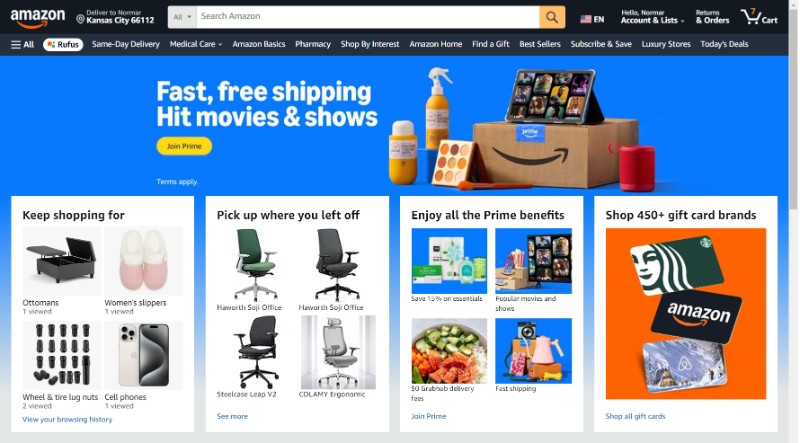 amazon
Deliver to Normar
Kansas City 66112
All
Search Amazon
EN
Hello, Normar
Account & Lists
Returns
& Orders
7
Cart
All
Rufus
Same-Day Delivery
Medical Care
Amazon Basics
Pharmacy
Shop By Interest
Amazon Home
Find a Gift
Best Sellers
Subscribe & Save
Luxury Stores
Today's Deals
Fast, free shipping
Hit movies & shows
Join Prime
Terms apply.
prime
Keep shopping for
Ottomans
1 viewed
Women's slippers
1 viewed
Wheel & tire lug nuts
2 viewed
Cell phones
1 viewed
View your browsing history
Pick up where you left off
Haworth Soji Office
Haworth Soji Office
Steelcase Leap V2
COLAMY Ergonomic
See more
Enjoy all the Prime benefits
Save 15% on essentials
Popular movies and
shows
$0 Grubhub delivery
fees
Fast shipping
Join Prime
Shop 450+ gift card brands
amazon
Shop all gift cards